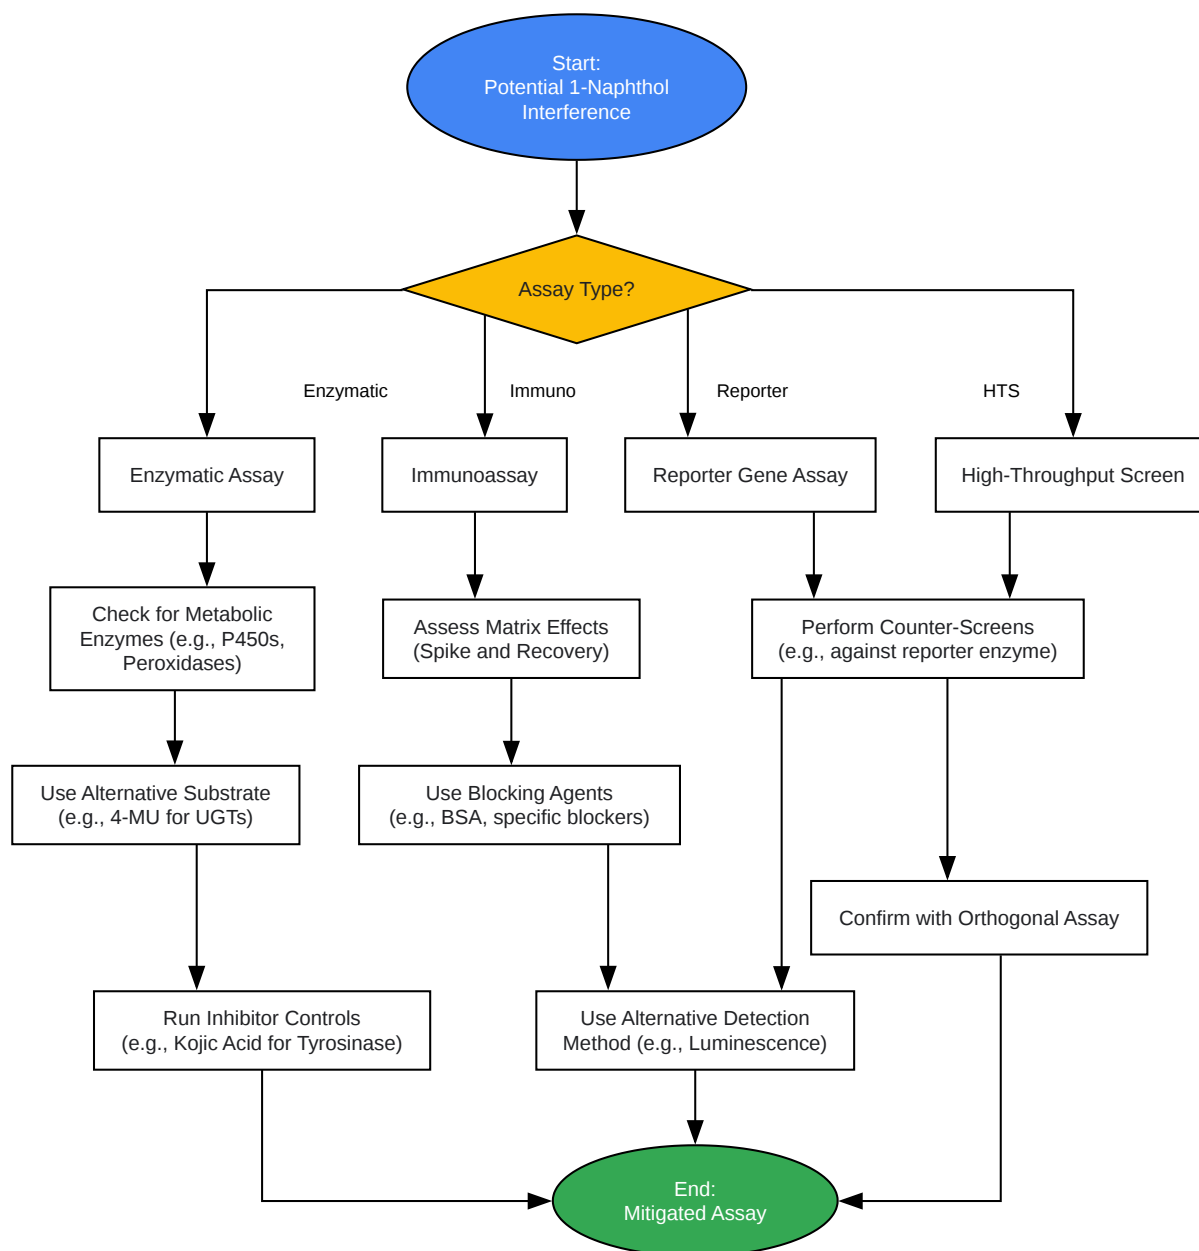 Start:
Potential 1-Naphthol
Interference
Assay Type?
Enzymatic
Immuno
Reporter
HTS
Enzymatic Assay
Immunoassay
Reporter Gene Assay
High-Throughput Screen
Check for Metabolic
Enzymes (e.g., P450s,
Peroxidases)
Assess Matrix Effects
(Spike and Recovery)
Perform Counter-Screens
(e.g., against reporter enzyme)
Use Alternative Substrate
(e.g., 4-MU for UGTs)
Use Blocking Agents
(e.g., BSA, specific blockers)
Confirm with Orthogonal Assay
Run Inhibitor Controls
(e.g., Kojic Acid for Tyrosinase)
Use Alternative Detection
Method (e.g., Luminescence)
End:
Mitigated Assay